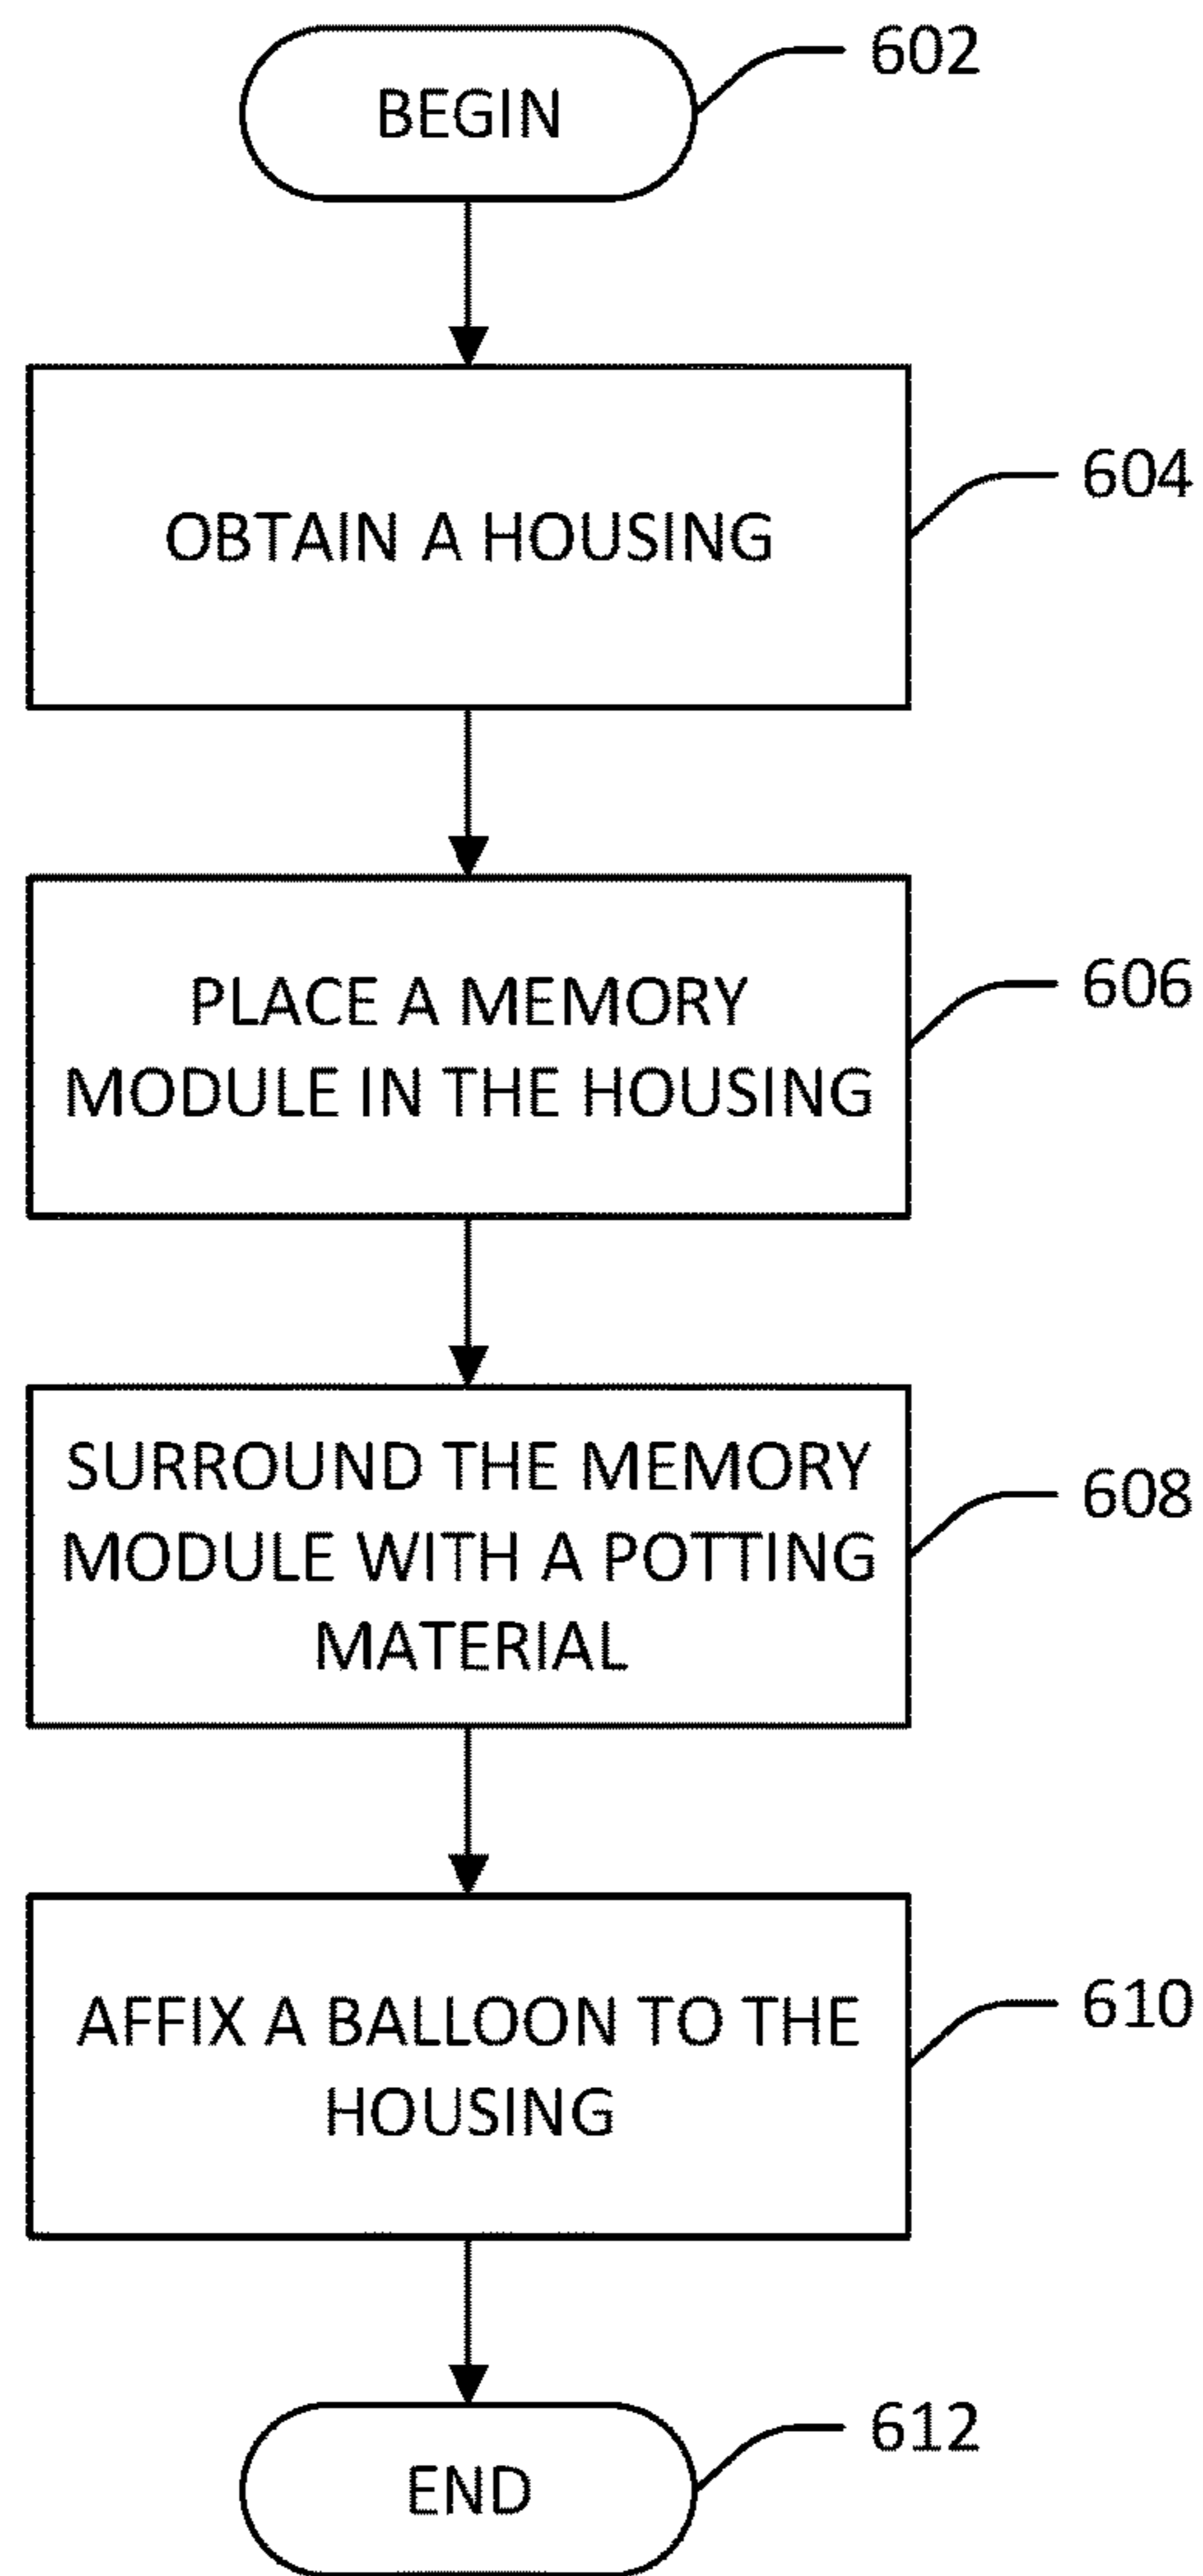 602
BEGIN
604
OBTAIN A HOUSING
606
PLACE A MEMORY
MODULE IN THE HOUSING
608
SURROUND THE MEMORY
MODULE WITH A POTTING
MATERIAL
610
AFFIX A BALLOON TO THE
HOUSING
612
END